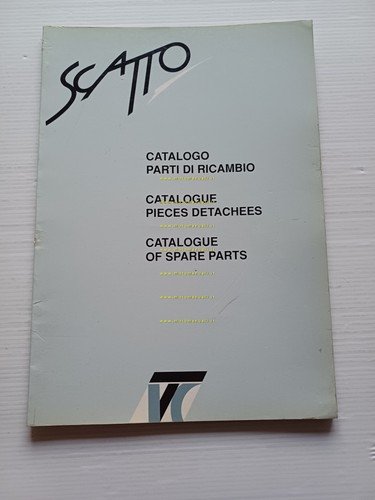 SCATTO
CATALOGO
PARTI DI RICAMBIO
CATALOGUE
PIECES DETACHEES
CATALOGUE
OF SPARE PARTS